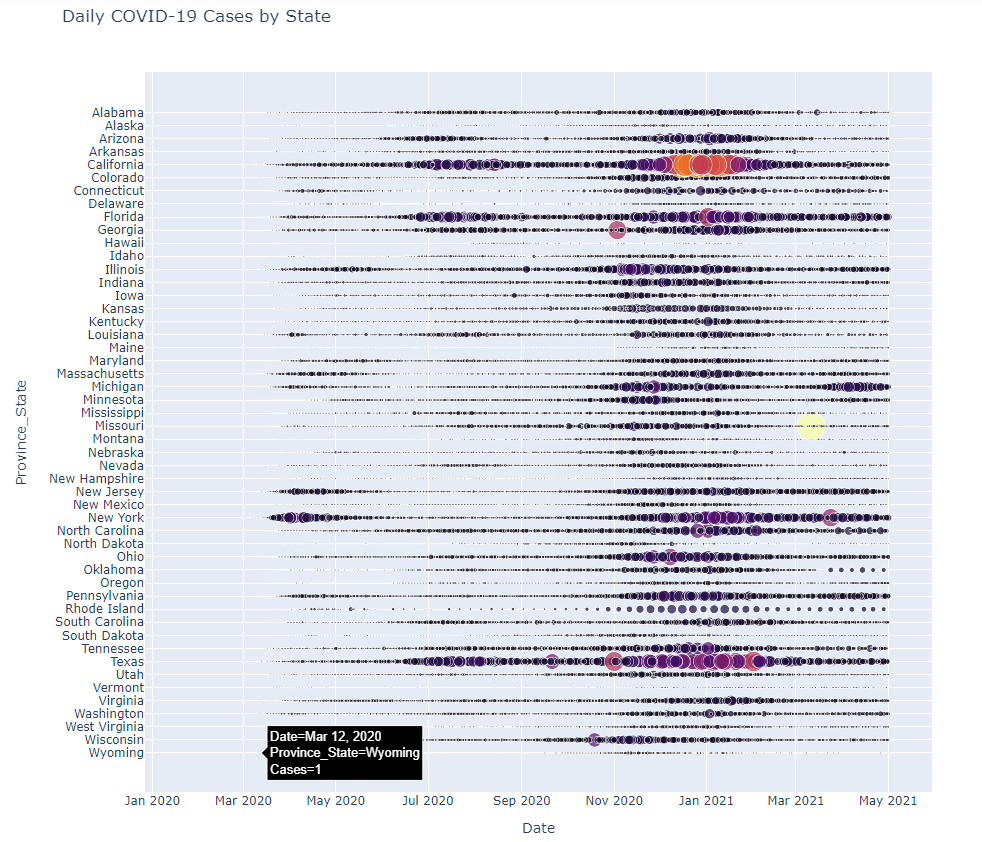 Daily COVID-19 Cases by State
Province_State
Alabama
Alaska
Arizona
Arkansas
California
Colorado
Connecticut
Delaware
Florida
Georgia
Hawaii
Idaho
Illinois
Indiana
Iowa
Kansas
Kentucky
Louisiana
Maine
Maryland
Massachusetts
Michigan
Minnesota
Mississippi
Missouri
Montana
Nebraska
Nevada
New Hampshire
New Jersey
New Mexico
New York
North Carolina
North Dakota
Ohio
Oklahoma
Oregon
Pennsylvania
Rhode Island
South Carolina
South Dakota
Tennessee
Texas
Utah
Vermont
Virginia
Washington
West Virginia
Wisconsin
Wyoming
Date=Mar 12, 2020
Province_State=Wyoming
Cases=1
Jan 2020 Mar 2020 May 2020 Jul 2020 Sep 2020 Nov 2020 Jan 2021 Mar 2021 May 2021
Date